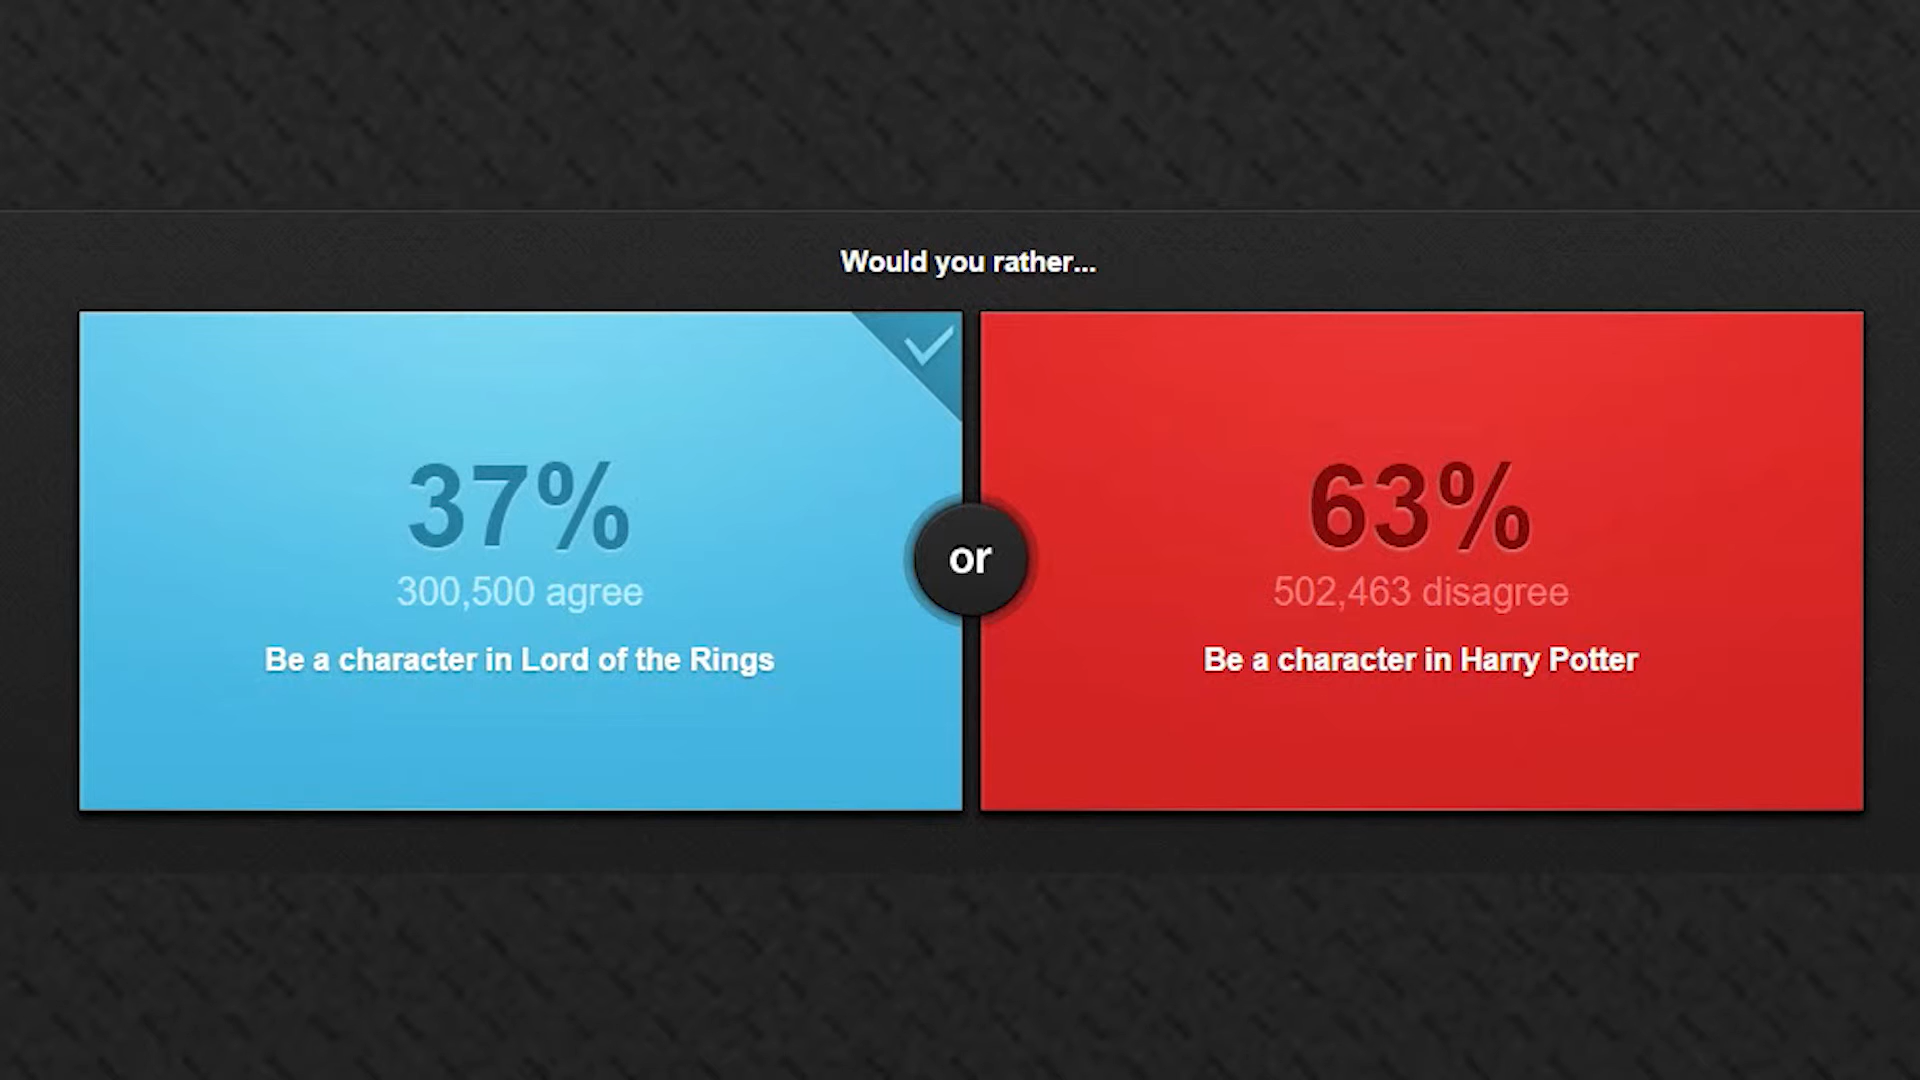 Would you rather...
37%
300,500 agree
Be a character in Lord of the Rings
or
63%
502,463 disagree
Be a character in Harry Potter